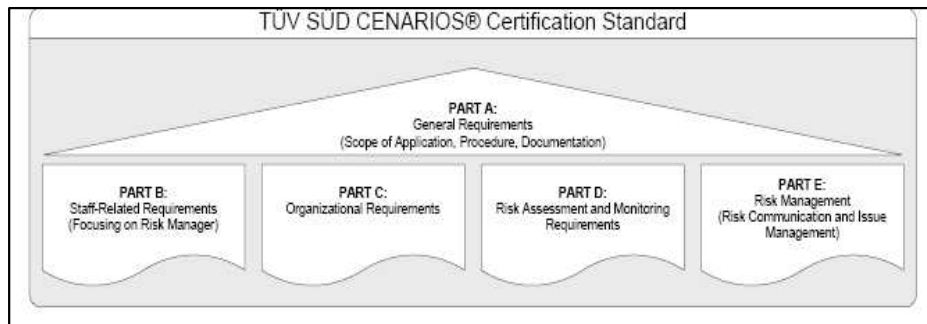 TÜV SÜD CENARIOS® Certification Standard
PART A:
General Requirements
(Scope of Application, Procedure, Documentation)
PART B:
Staff-Related Requirements
(Focusing on Risk Manager)
PART C:
Organizational Requirements
PART D:
Risk Assessment and Monitoring
Requirements
PART E:
Risk Management
(Risk Communication and Issue
Management)